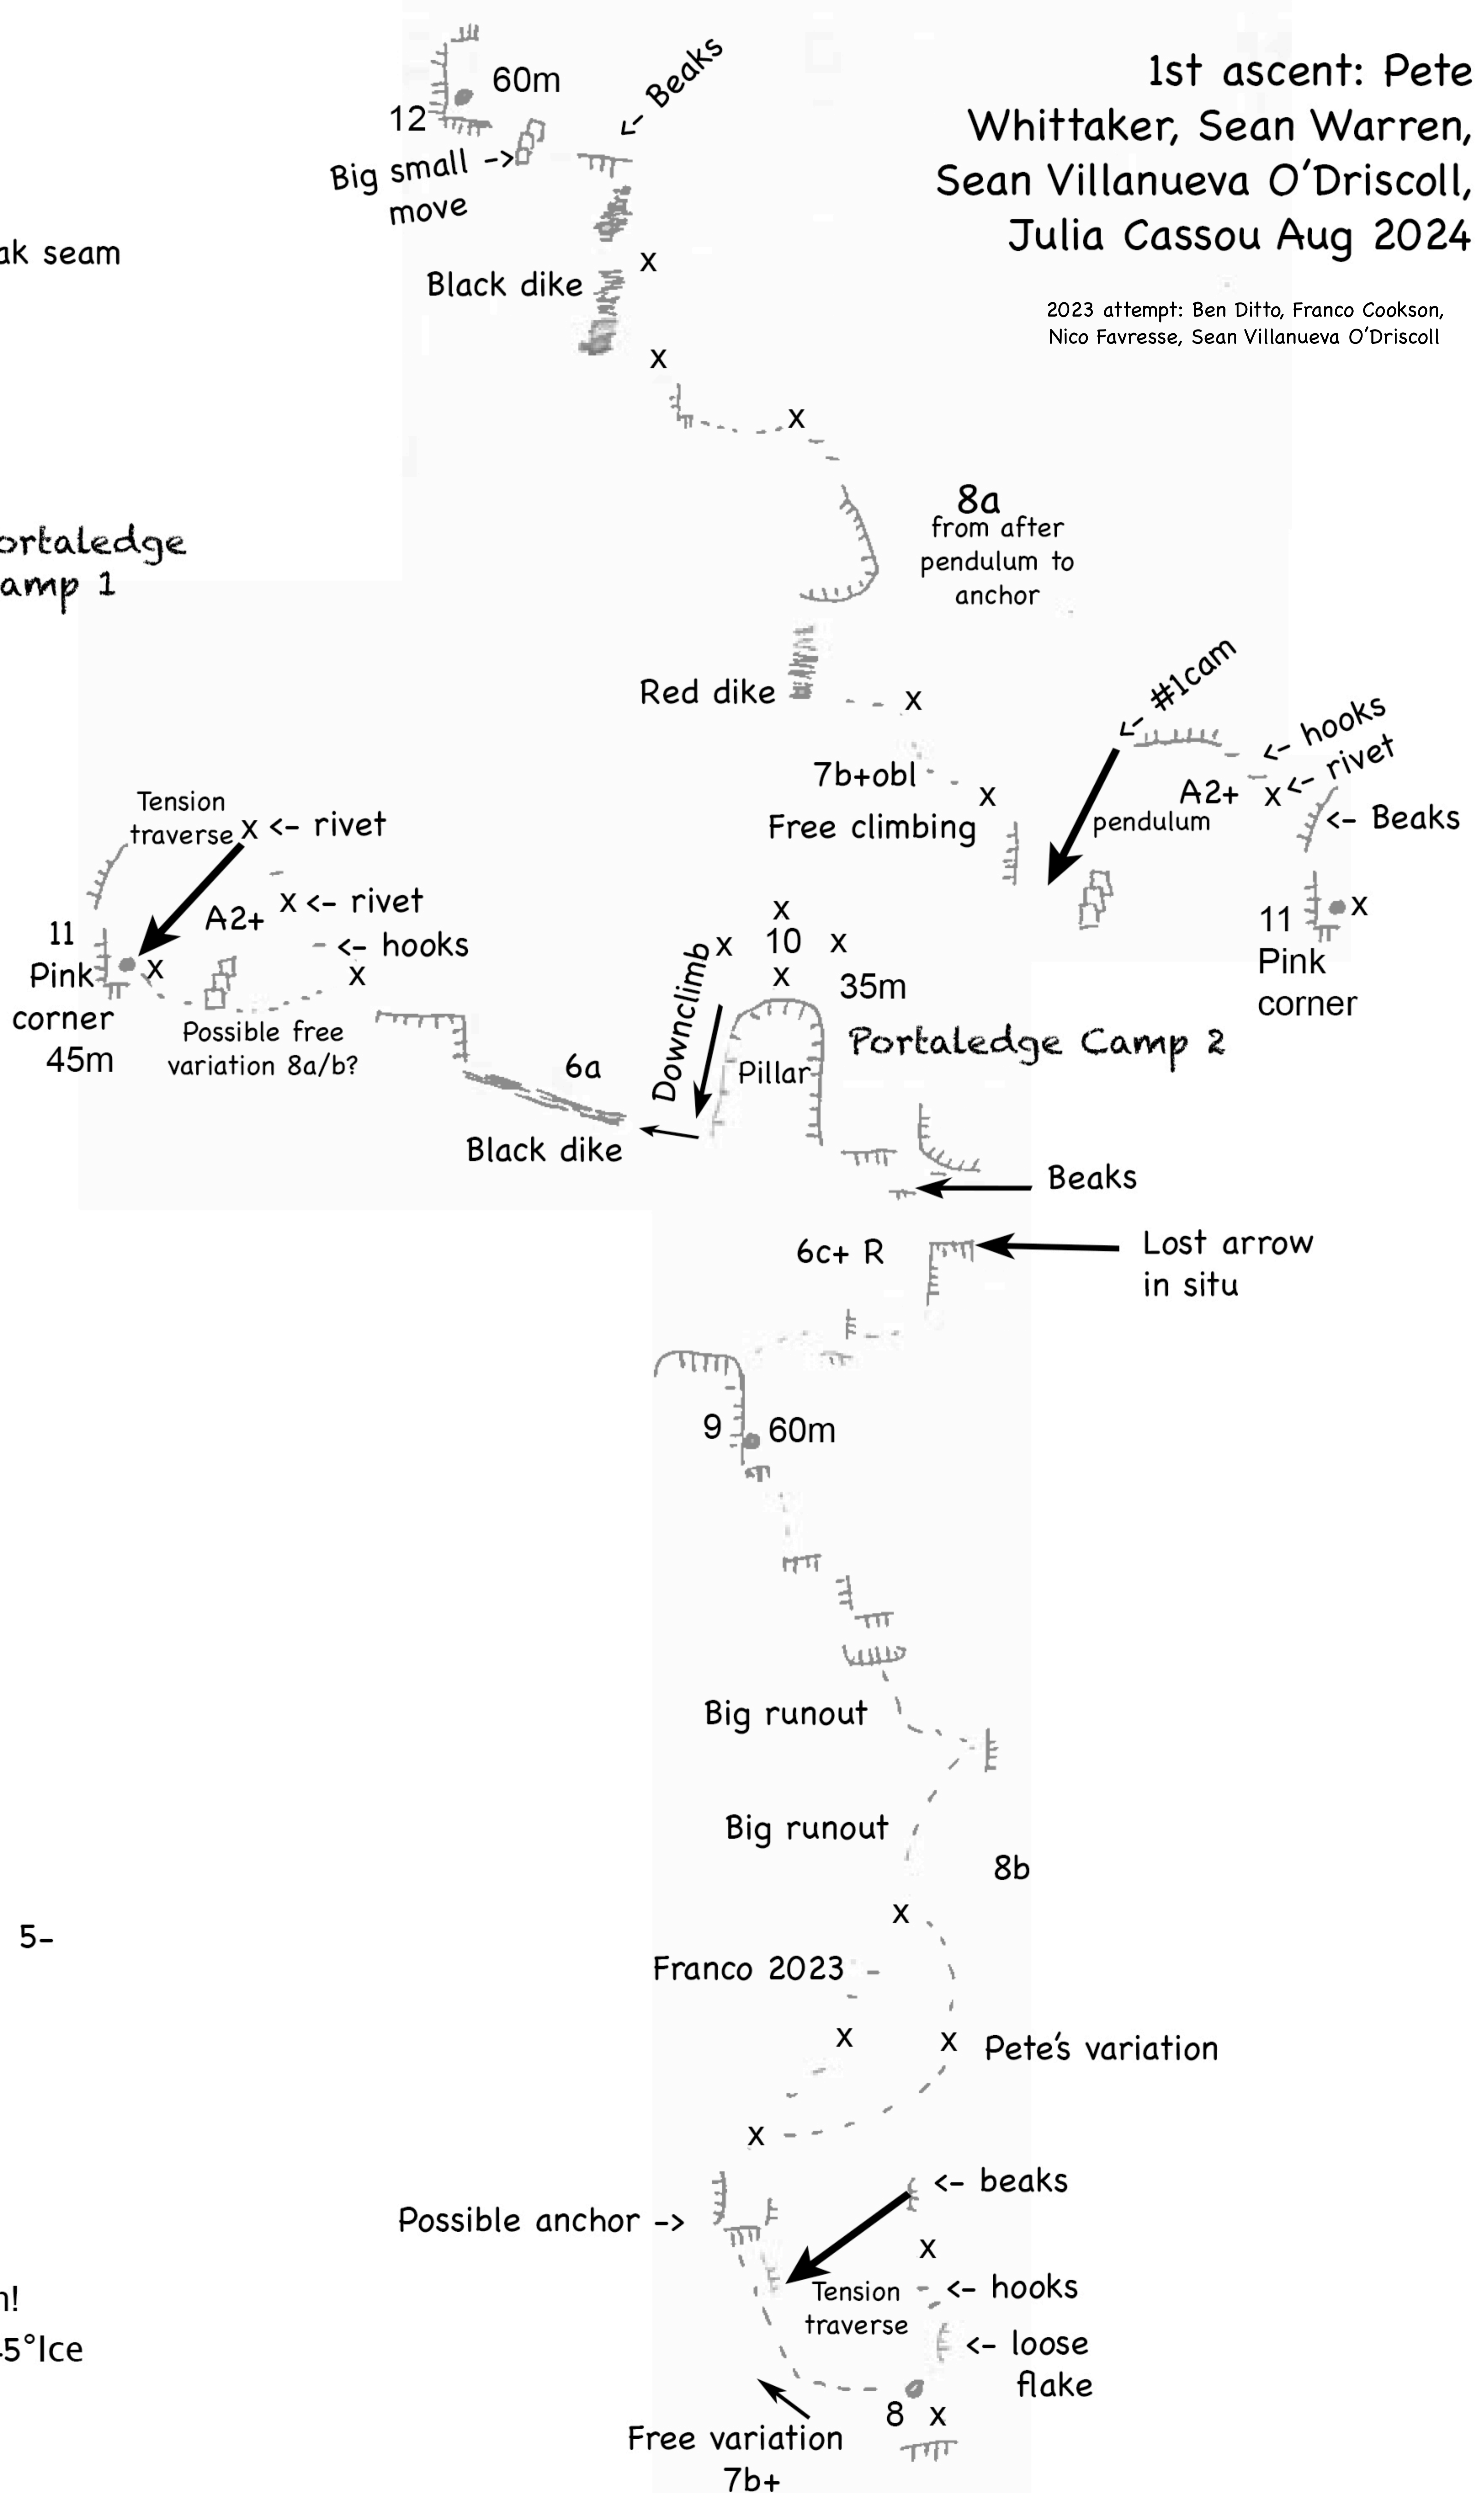 1st ascent: Pete
Whittaker, Sean Warren,
Sean Villanueva O'Driscoll,
Julia Cassou Aug 2024
2023 attempt: Ben Ditto, Franco Cookson,
Nico Favresse, Sean Villanueva O'Driscoll
60m
12
<- Beaks
Big small ->
move
ak seam
x
Black dike
x
x
8a
from after
pendulum to
anchor
ortaledge
amp 1
Red dike
x
<- #1cam
<- hooks
<- rivet
7b+obl
x
A2+
x
pendulum
<- Beaks
Free climbing
11
x
Pink
corner
Tension
traverse
x <- rivet
x <- rivet
A2+
<- hooks
x
11
Pink
corner
45m
x
Possible free
variation 8a/b?
6a
Black dike
Downclimb
x
x
10
x
x
35m
Pillar
Portaledge Camp 2
Beaks
6c+ R
Lost arrow
in situ
9
60m
Big runout
Big runout
8b
x
Franco 2023
x
x
Pete's variation
x
5-
Possible anchor ->
<- beaks
x
Tension
traverse
<- hooks
<- loose
flake
8
x
Free variation
7b+
n!
5°Ice